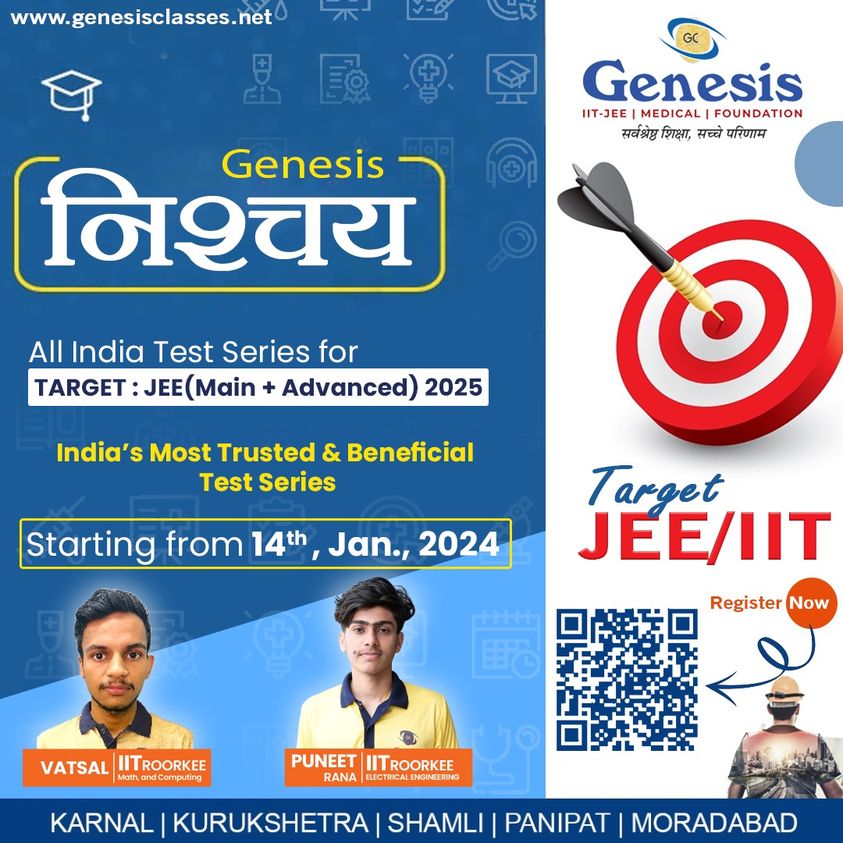 www.genesisclasses.net
GC
Genesis
IIT-JEE | MEDICAL | FOUNDATION
सर्वश्रेष्ठ शिक्षा, सच्चे परिणाम
Genesis
निश्चय
All India Test Series for
TARGET : JEE(Main + Advanced) 2025
India's Most Trusted & Beneficial
Test Series
Starting from 14th , Jan., 2024
Target
JEE/IIT
Register Now
VATSAL
IIT ROORKEE
Math, and Computing
PUNEET
RANA
IIT ROORKEE
ELECTRICAL ENGINEERING
KARNAL | KURUKSHETRA | SHAMLI | PANIPAT | MORADABAD